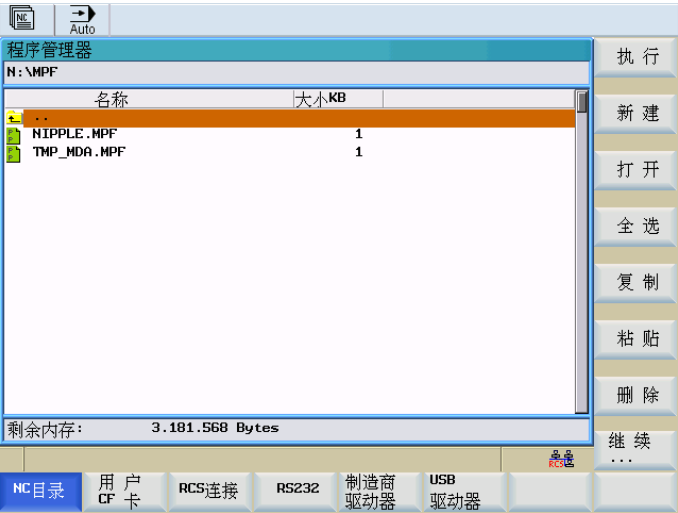 NC
Auto
程序管理器
N:\MPF
名称 大小KB
..
NIPPLE.MPF 1
TMP_MDA.MPF 1
剩余内存: 3.181.568 Bytes
RCS
执行
新建
打开
全选
复制
粘贴
删除
继续
...
NC目录
用户
CF卡
RCS连接
RS232
制造商
驱动器
USB
驱动器